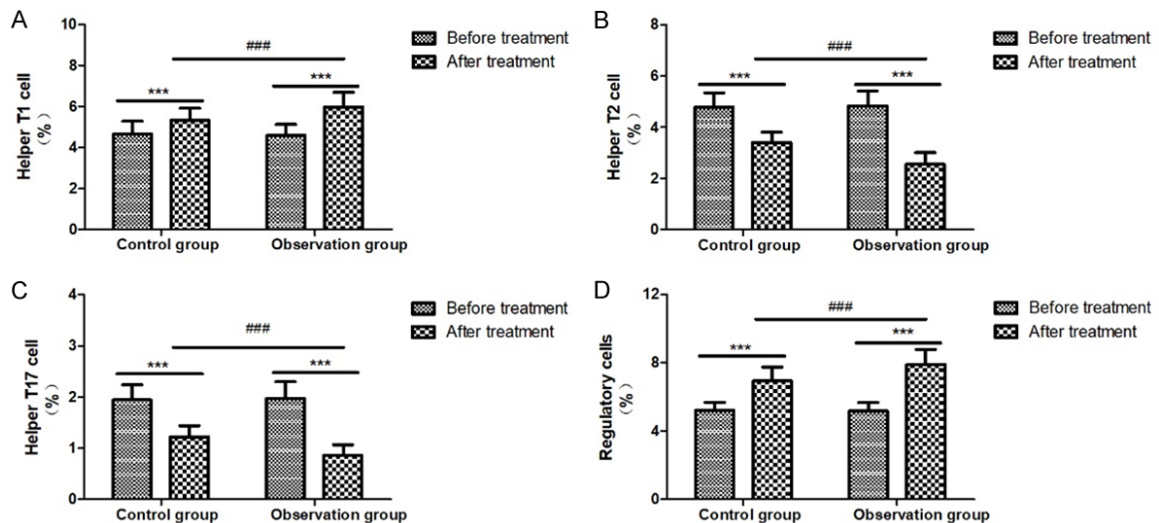 A
Helper T1 cell
（%）
10
8
6
4
2
0
***
***
###
Control group
Observation group
Before treatment
After treatment
B
Helper T2 cell
（%）
8
6
4
2
0
***
***
###
Control group
Observation group
Before treatment
After treatment
C
Helper T17 cell
（%）
4
3
2
1
0
***
***
###
Control group
Observation group
Before treatment
After treatment
D
Regulatory cells
（%）
12
8
4
0
***
***
###
Control group
Observation group
Before treatment
After treatment